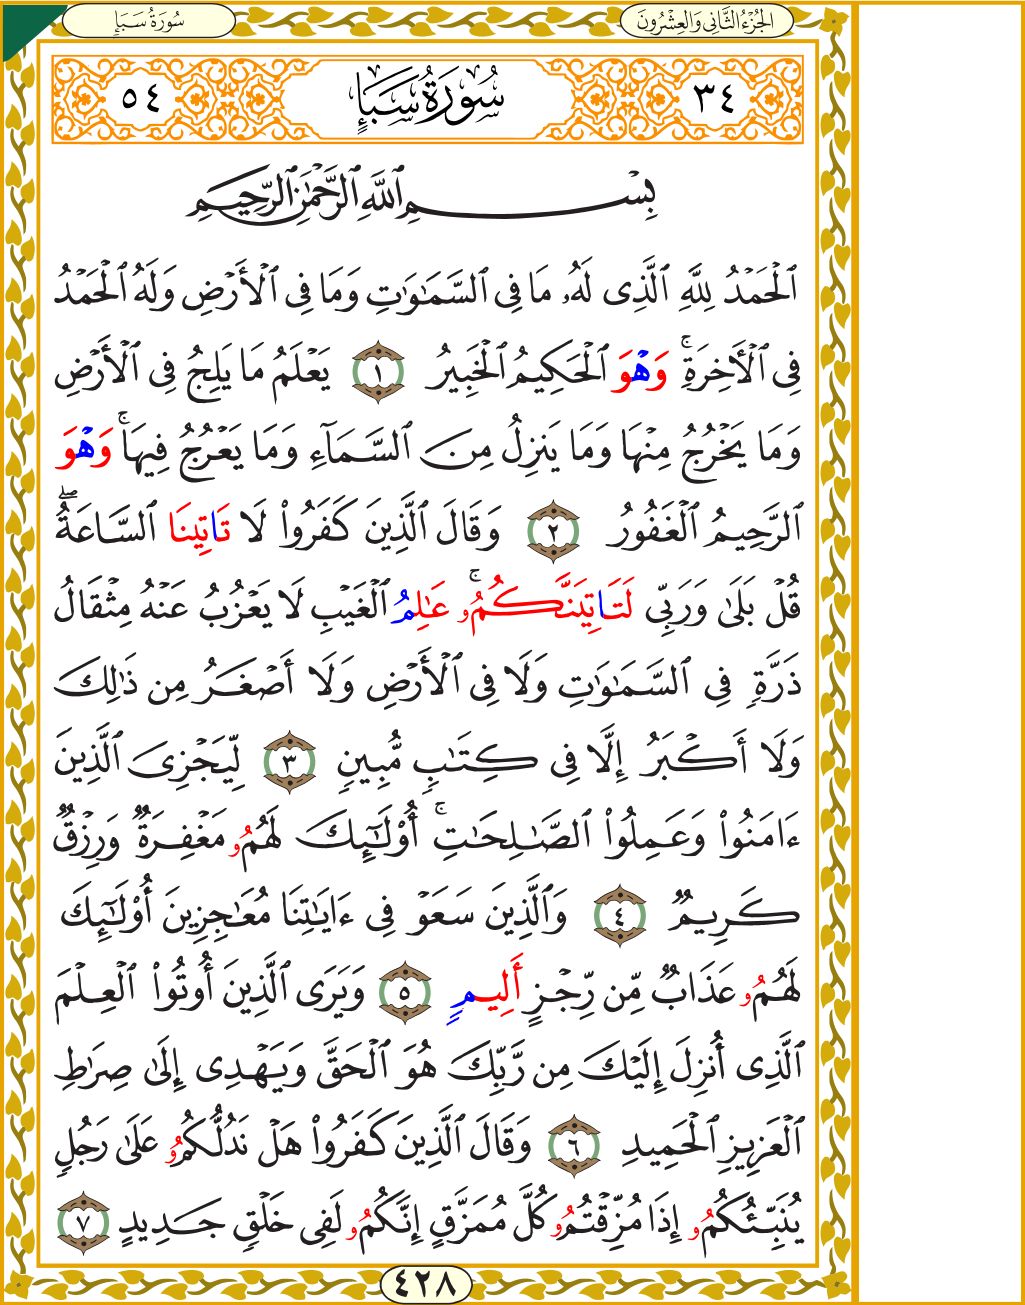 الجُزْءُ الثَّانِي وَالعِشْرُونَ
سُورَةُ سَبَإٍ
٣٤ سُورَةُ سَبَإٍ ٥٤
بِسْمِ ٱللَّهِ ٱلرَّحْمَٰنِ ٱلرَّحِيمِ
ٱلْحَمْدُ لِلَّهِ ٱلَّذِى لَهُۥ مَا فِى ٱلسَّمَٰوَٰتِ وَمَا فِى ٱلْأَرْضِ وَلَهُ ٱلْحَمْدُ
فِى ٱلْأَخِرَةِۚ وَهْوَ ٱلْحَكِيمُ ٱلْخَبِيرُ ١ يَعْلَمُ مَا يَلِجُ فِى ٱلْأَرْضِ
وَمَا يَخْرُجُ مِنْهَا وَمَا يَنزِلُ مِنَ ٱلسَّمَآءِ وَمَا يَعْرُجُ فِيهَاۚ وَهْوَ
ٱلرَّحِيمُ ٱلْغَفُورُ ٢ وَقَالَ ٱلَّذِينَ كَفَرُوا۟ لَا تَاتِينَا ٱلسَّاعَةُۖ
قُلْ بَلَىٰ وَرَبِّى لَتَاتِيَنَّكُمُۥۚ عَٰلِمُ ٱلْغَيْبِ لَا يَعْزُبُ عَنْهُ مِثْقَالُ
ذَرَّةٍ فِى ٱلسَّمَٰوَٰتِ وَلَا فِى ٱلْأَرْضِ وَلَا أَصْغَرُ مِن ذَٰلِكَ
وَلَا أَكْبَرُ إِلَّا فِى كِتَٰبٍ مُّبِينٍ ٣ لِّيَجْزِىَ ٱلَّذِينَ
ءَامَنُوا۟ وَعَمِلُوا۟ ٱلصَّٰلِحَٰتِۚ أُو۟لَٰٓئِكَ لَهُمُۥ مَغْفِرَةٌ وَرِزْقٌ
كَرِيمٌ ٤ وَٱلَّذِينَ سَعَوْ فِى ءَايَٰتِنَا مُعَٰجِزِينَ أُو۟لَٰٓئِكَ
لَهُمُۥ عَذَابٌ مِّن رِّجْزٍ أَلِيمٍ ٥ وَيَرَى ٱلَّذِينَ أُوتُوا۟ ٱلْعِلْمَ
ٱلَّذِى أُنزِلَ إِلَيْكَ مِن رَّبِّكَ هُوَ ٱلْحَقَّ وَيَهْدِى إِلَىٰ صِرَٰطِ
ٱلْعَزِيزِ ٱلْحَمِيدِ ٦ وَقَالَ ٱلَّذِينَ كَفَرُوا۟ هَلْ نَدُلُّكُمُۥ عَلَىٰ رَجُلٍ
يُنَبِّئُكُمُۥ إِذَا مُزِّقْتُمُۥ كُلَّ مُمَزَّقٍ إِنَّكُمُۥ لَفِى خَلْقٍ جَدِيدٍ ٧
٤٢٨